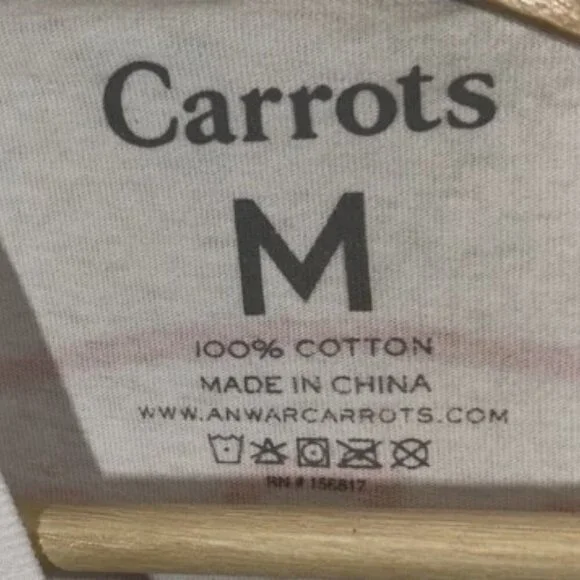 Carrots
M
100% COTTON
MADE IN CHINA
WWW.ANWARCARROTS.COM
RN # 156817